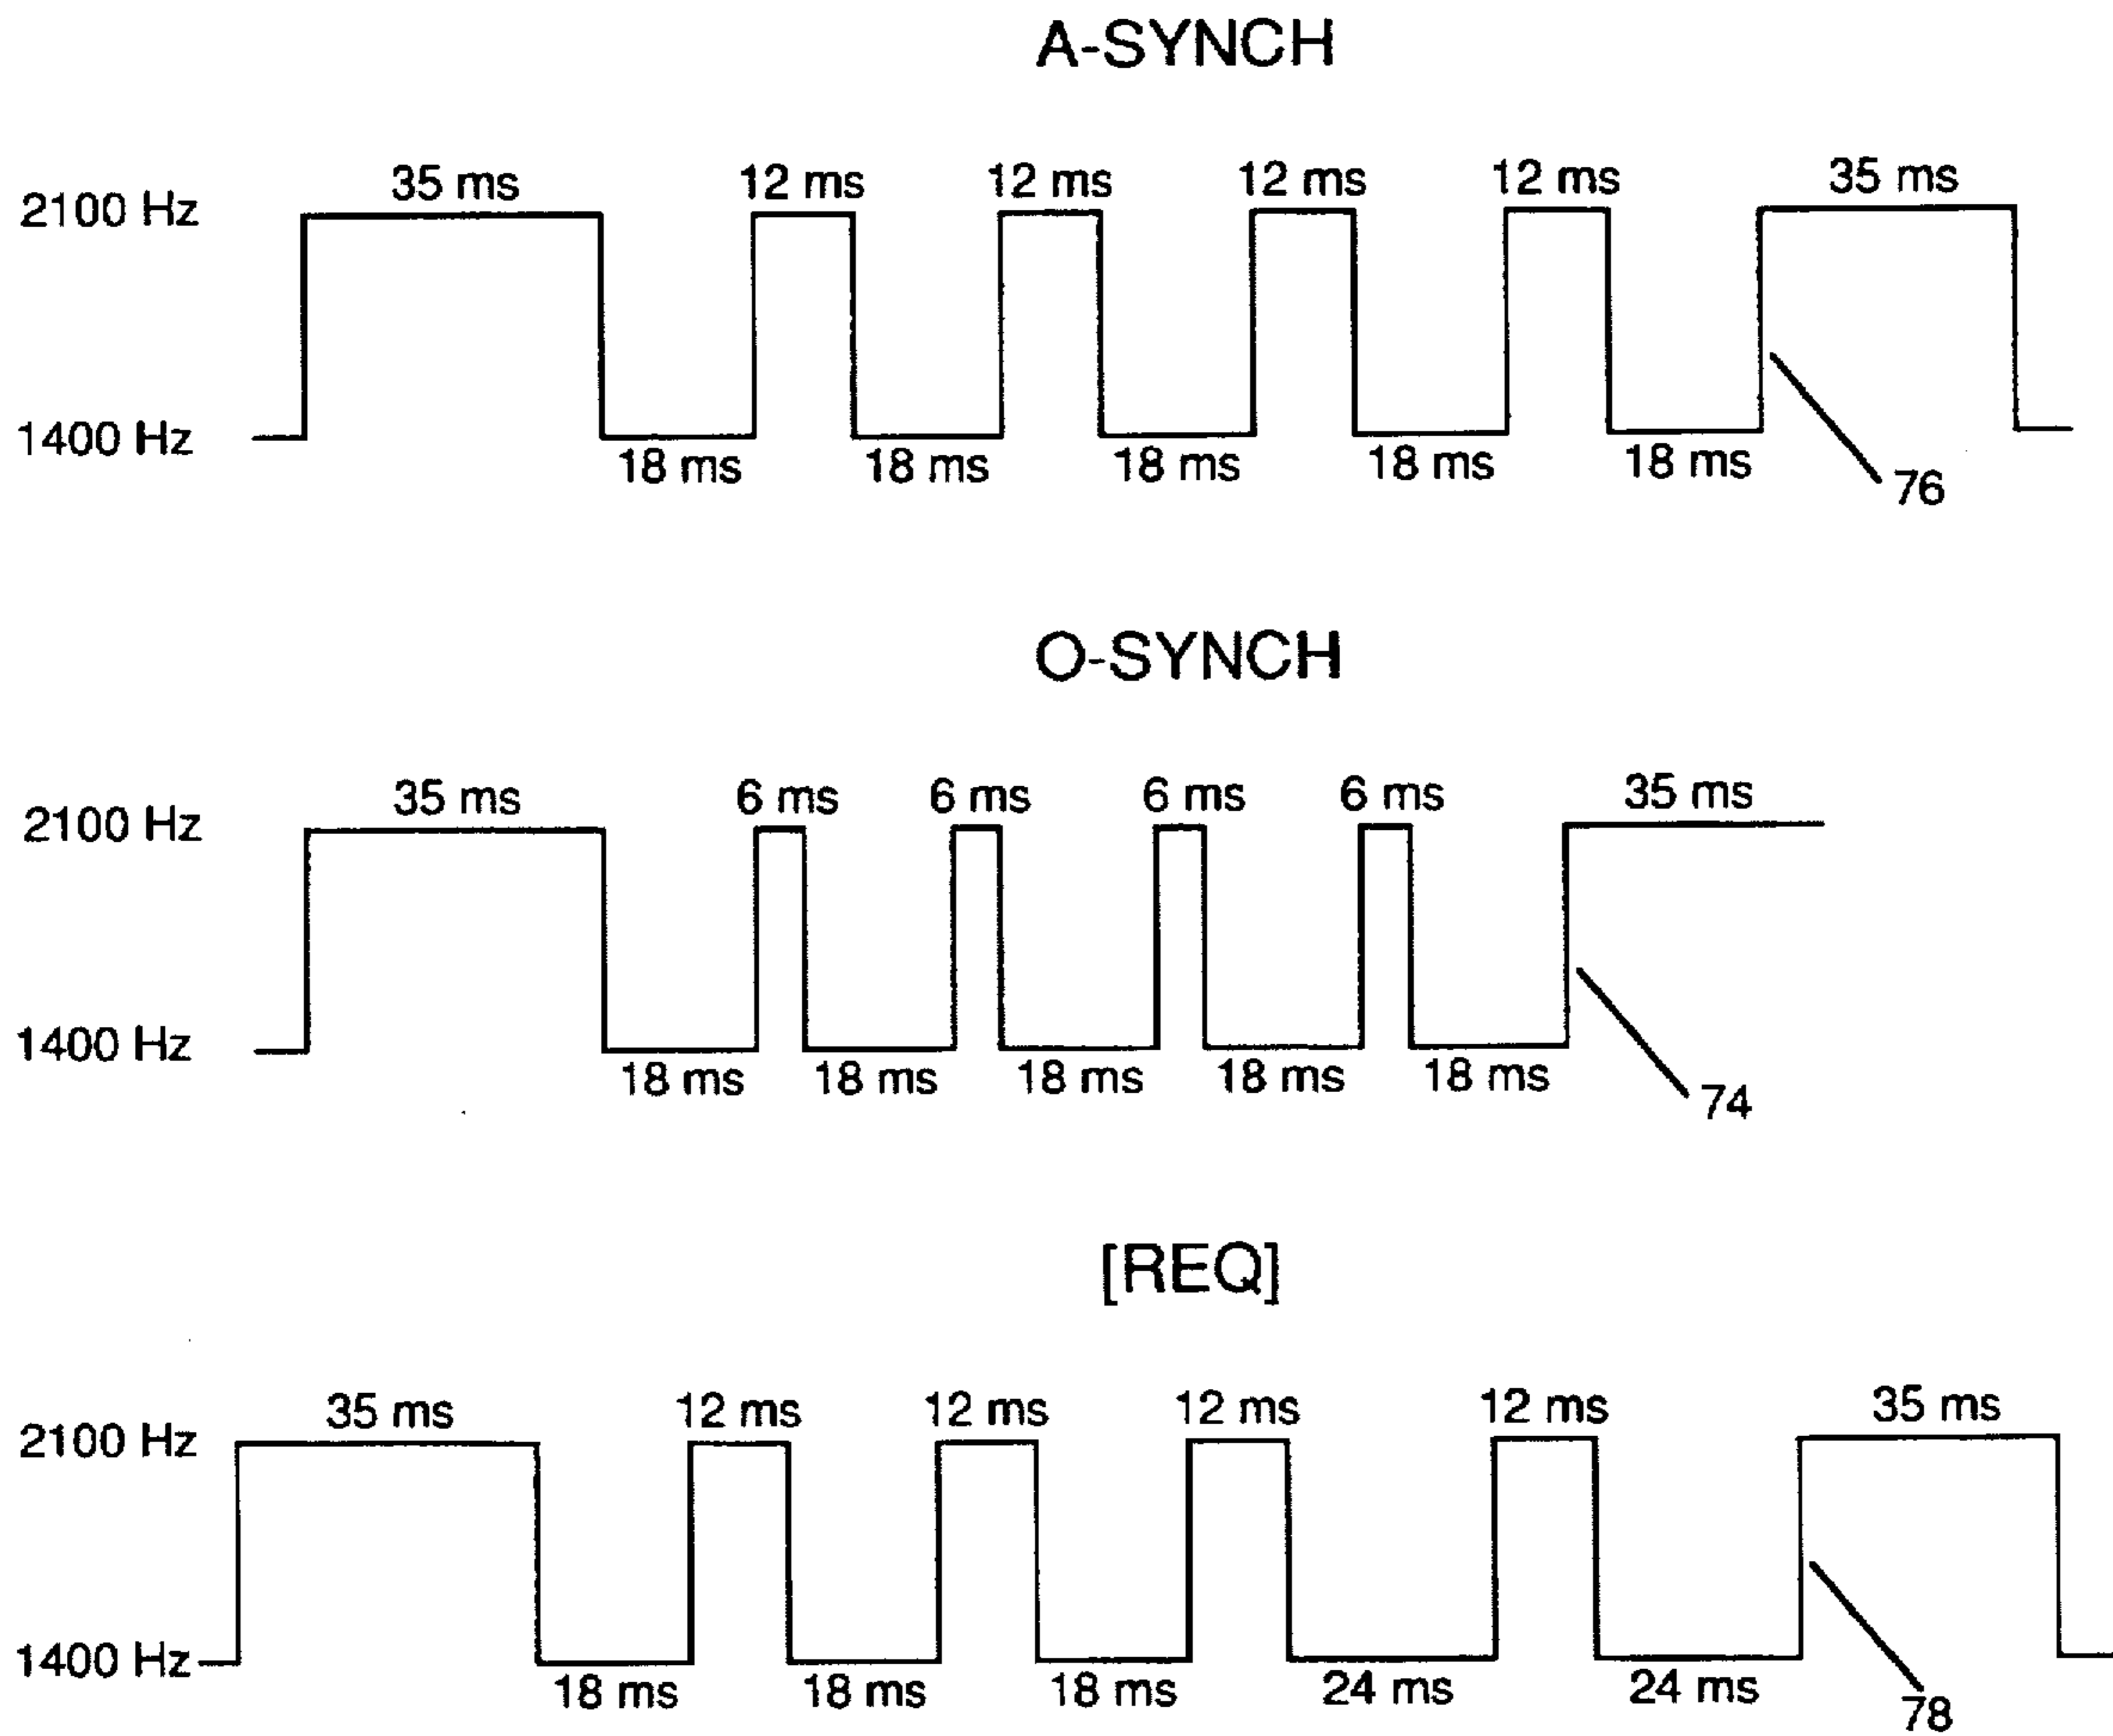 A-SYNCH
35 ms 12 ms 12 ms 12 ms 12 ms 35 ms
2100 Hz
1400 Hz
18 ms 18 ms 18 ms 18 ms 18 ms
76
O-SYNCH
35 ms 6 ms 6 ms 6 ms 6 ms 35 ms
2100 Hz
1400 Hz
18 ms 18 ms 18 ms 18 ms 18 ms
74
[REQ]
35 ms 12 ms 12 ms 12 ms 12 ms 35 ms
2100 Hz
1400 Hz
18 ms 18 ms 18 ms 24 ms 24 ms
78